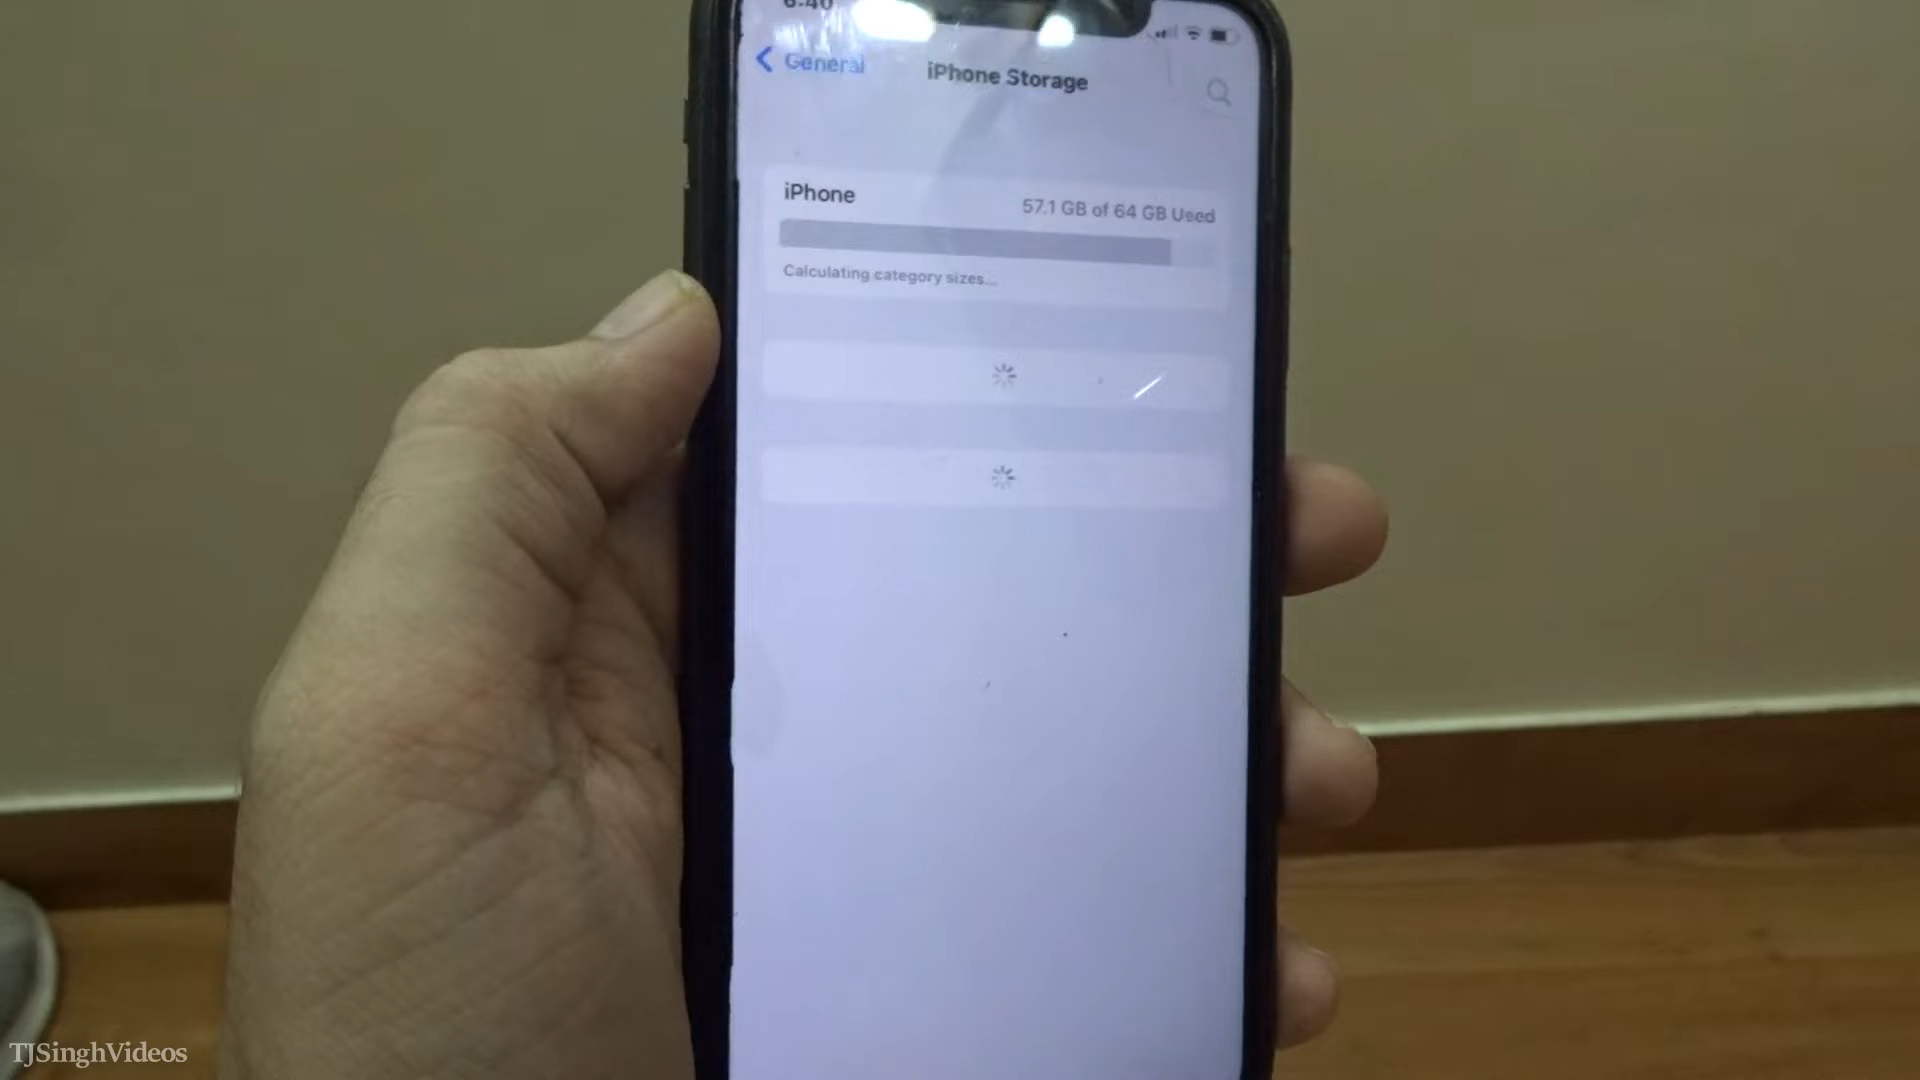 6:40
General
iPhone Storage
iPhone
57.1 GB of 64 GB Used
Calculating category sizes...
TJSinghVideos